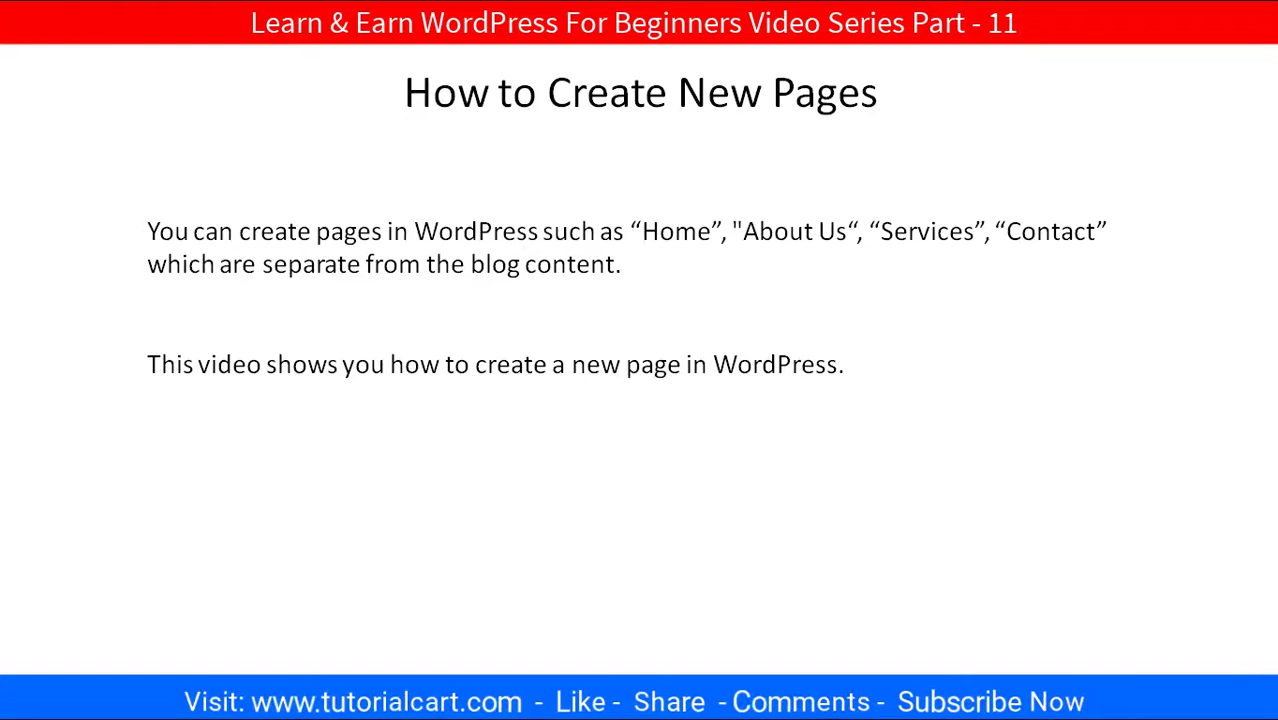 Learn & Earn WordPress For Beginners Video Series Part - 11
How to Create New Pages
You can create pages in WordPress such as “Home”, "About Us“, “Services”, “Contact”
which are separate from the blog content.
This video shows you how to create a new page in WordPress.
Visit: www.tutorialcart.com - Like - Share - Comments - Subscribe Now